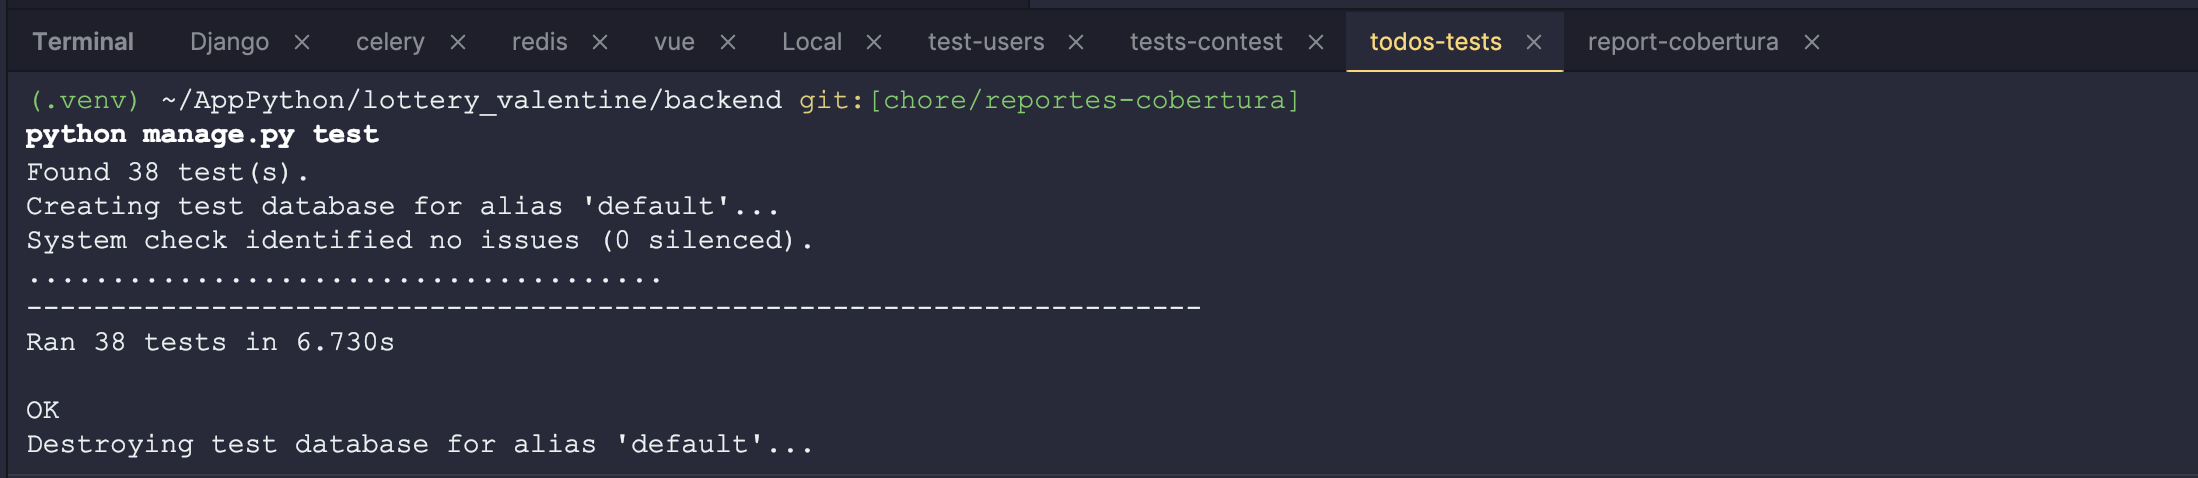 Terminal Django × celery × redis × vue × Local × test-users × tests-contest × todos-tests × report-cobertura ×
(.venv) ~/AppPython/lottery_valentine/backend git:[chore/reportes-cobertura]
python manage.py test
Found 38 test(s).
Creating test database for alias 'default'...
System check identified no issues (0 silenced).
......................................
----------------------------------------------------------------------
Ran 38 tests in 6.730s
OK
Destroying test database for alias 'default'...